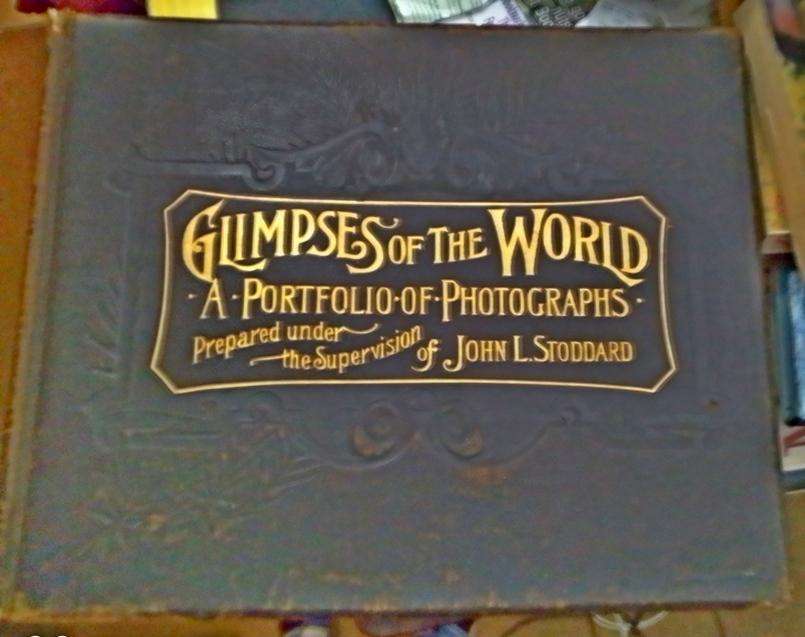 GLIMPSES OF THE WORLD
·A·PORTFOLIO·OF·PHOTOGRAPHS·
Prepared under
the Supervision of JOHN L. STODDARD